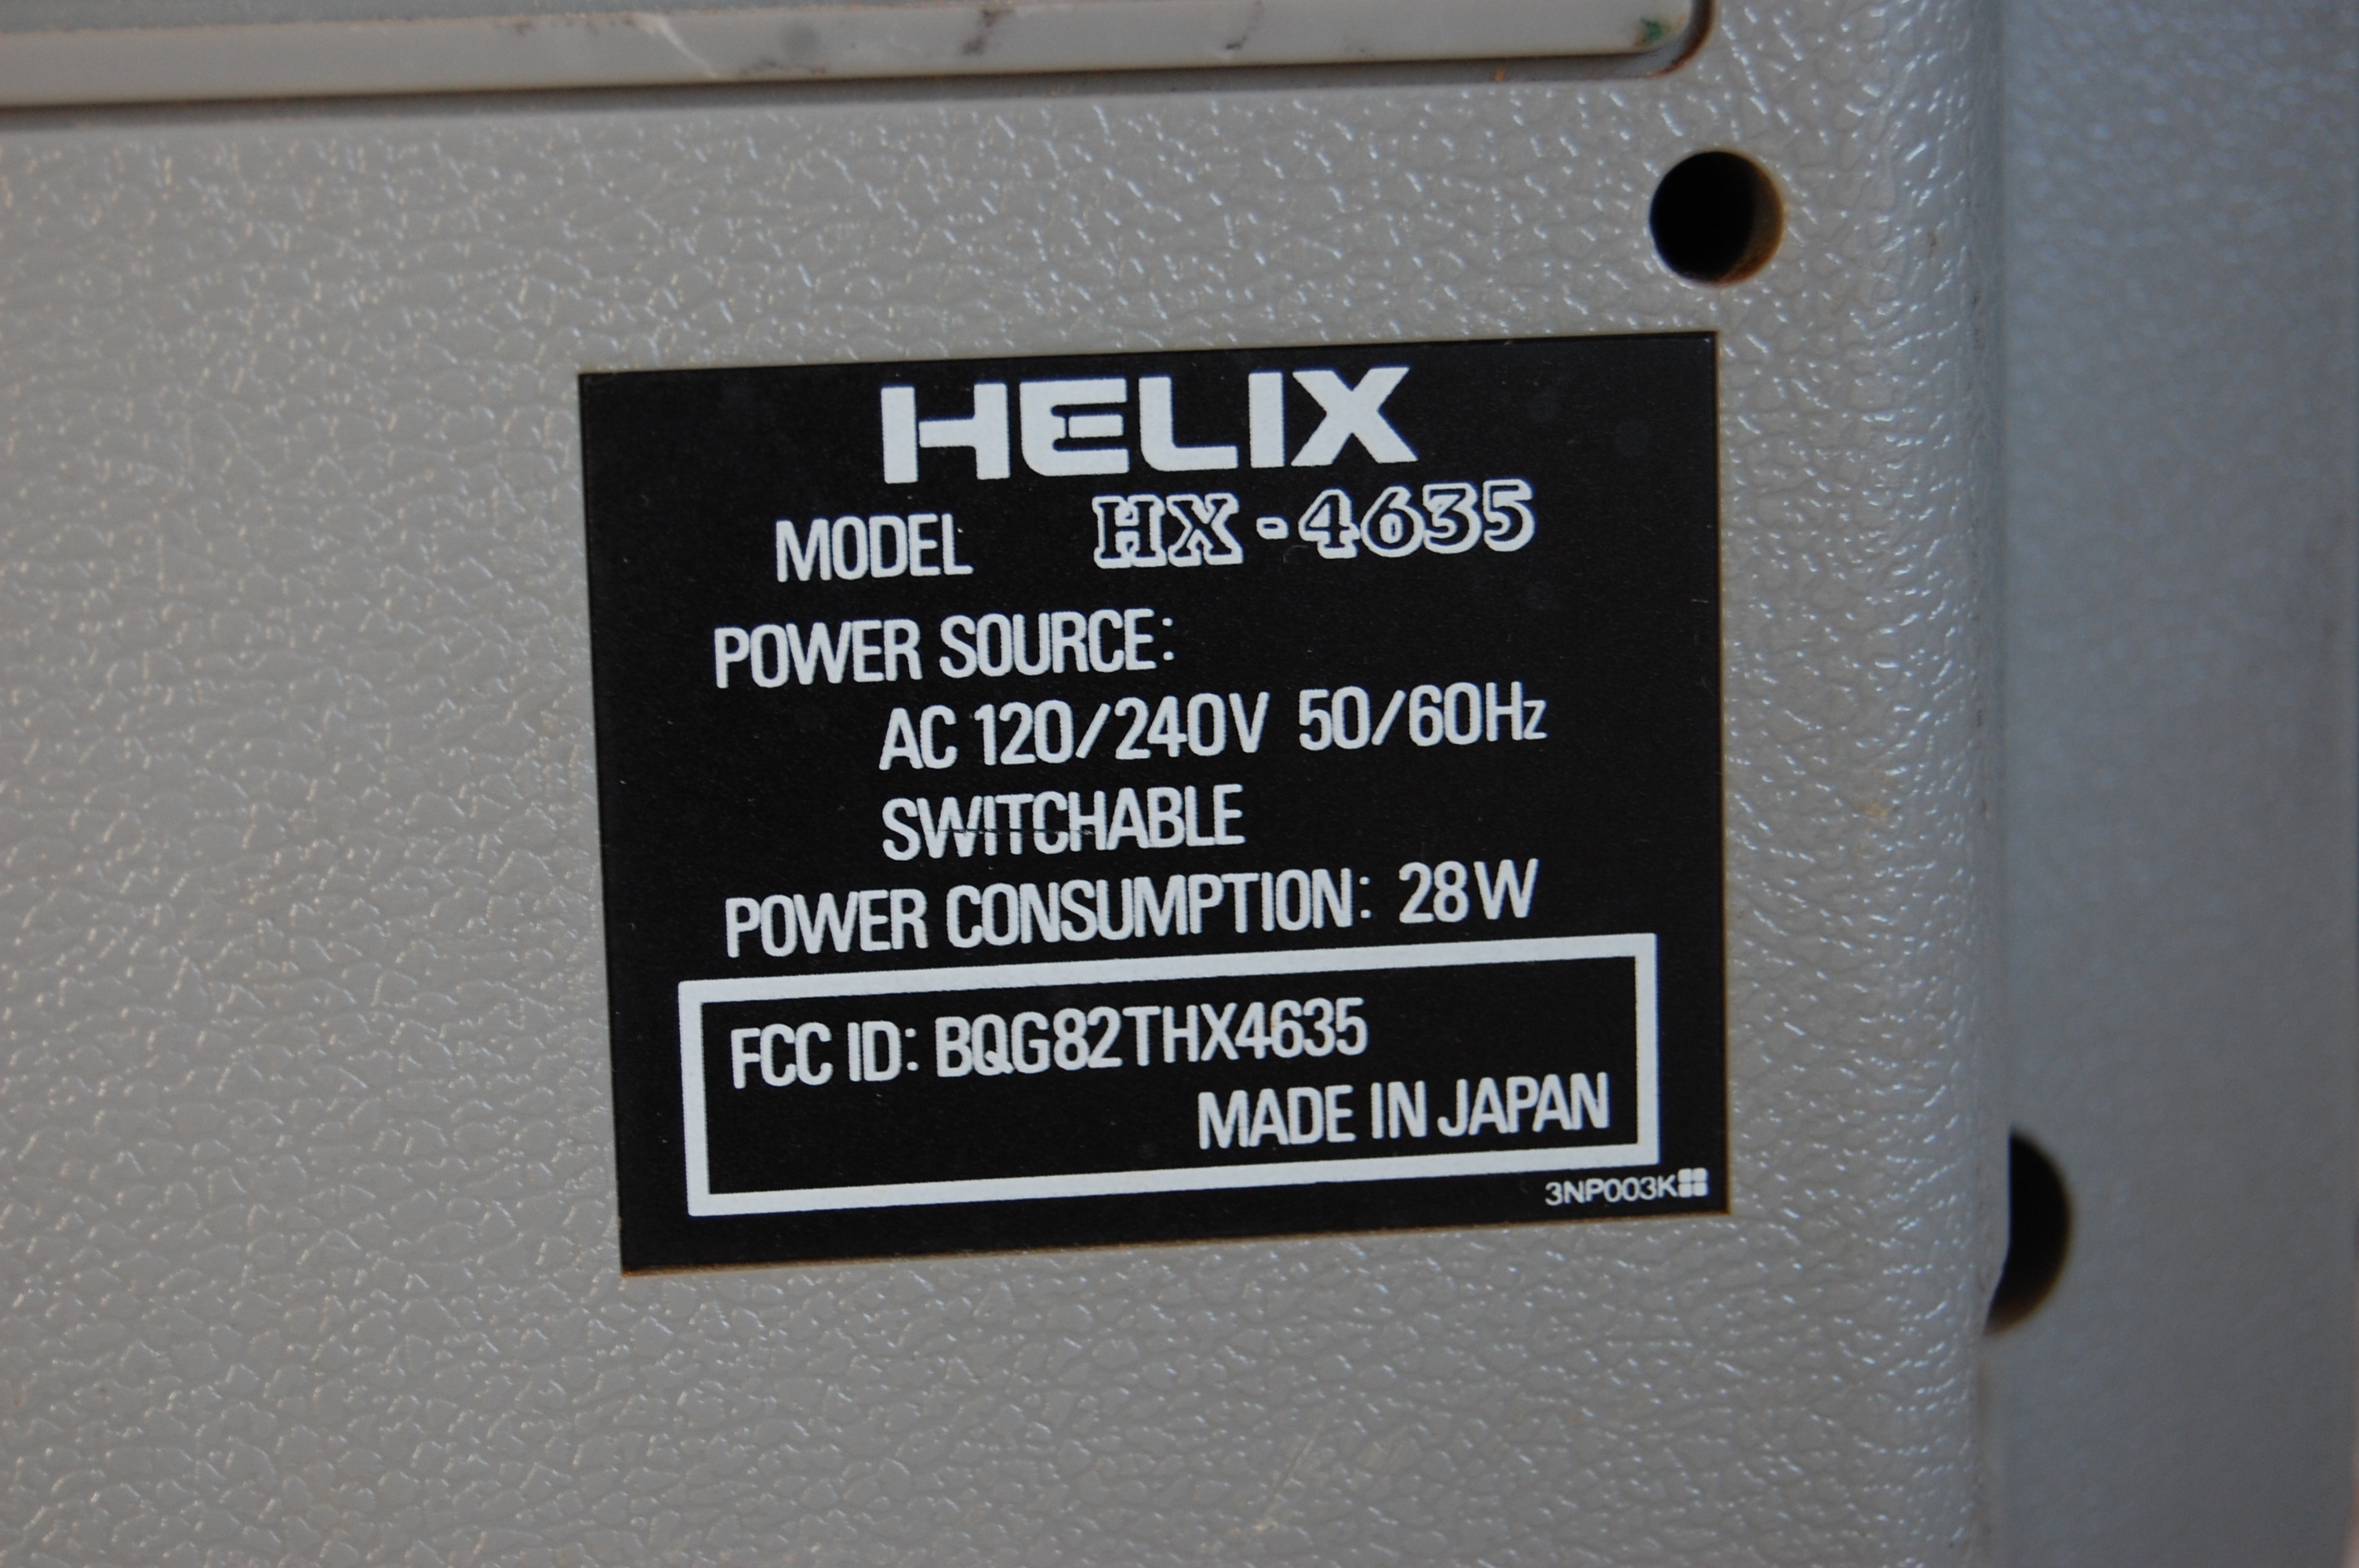 HELIX
MODEL HX-4635
POWER SOURCE:
AC 120/240V 50/60Hz
SWITCHABLE
POWER CONSUMPTION: 28W
FCC ID: BQG82THX4635
MADE IN JAPAN
3NP003K